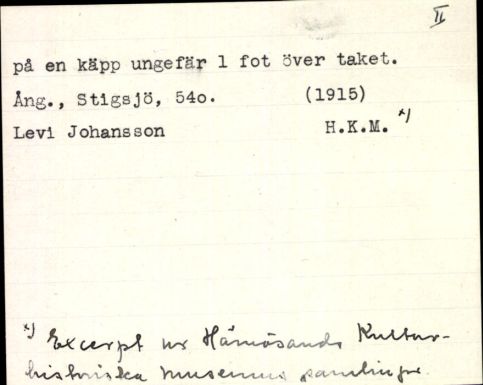 II
på en käpp ungefär 1 fot över taket.
Ång., Stigsjö, 54o. (1915)
Levi Johansson H.K.M. x)
x) Excerpt ur Härnösands Kultur-
historiska museums samlingar.